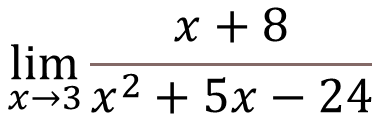 lim x→3 (x + 8) / (x² + 5x − 24)